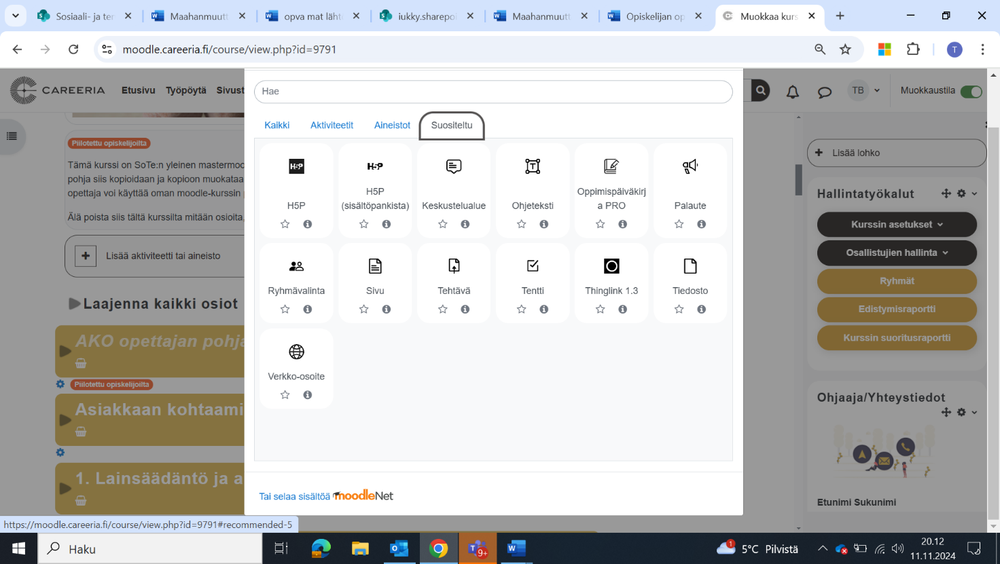 Sosiaali- ja ter
Maahanmuutt
opva mat läht
iukky.sharepoi
Maahanmuutt
Opiskelijan op
Muokkaa kurs
moodle.careeria.fi/course/view.php?id=9791
T
CAREERIA
Etusivu
Työpöytä
Sivust
TB
Muokkaustila
Hae
Kaikki
Aktiviteetit
Aineistot
Suositeltu
Piilotettu opiskelijoilta
Tämä kurssi on SoTe:n yleinen mastermoo
pohja siis kopioidaan ja kopioon muokataa
opettaja voi käyttää oman moodle-kurssin
Älä poista siis tältä kurssilta mitään osioita,
Lisää aktiviteetti tai aineisto
Laajenna kaikki osiot
AKO opettajan pohja
Piilotettu opiskelijoilta
Asiakkaan kohtaami
1. Lainsäädäntö ja a
H5P
H5P
H5P
H5P
(sisältöpankista)
Keskustelualue
T
Ohjeteksti
Oppimispäiväkirj
a PRO
Palaute
Ryhmävalinta
Sivu
Tehtävä
Tentti
Thinglink 1.3
Tiedosto
Verkko-osoite
Tai selaa sisältöä moodleNet
Lisää lohko
Hallintatyökalut
Kurssin asetukset
Osallistujien hallinta
Ryhmät
Edistymisraportti
Kurssin suoritusraportti
Ohjaaja/Yhteystiedot
Etunimi Sukunimi
https://moodle.careeria.fi/course/view.php?id=9791#recommended-5
Haku
9+
1
5°C Pilvistä
20.12
11.11.2024